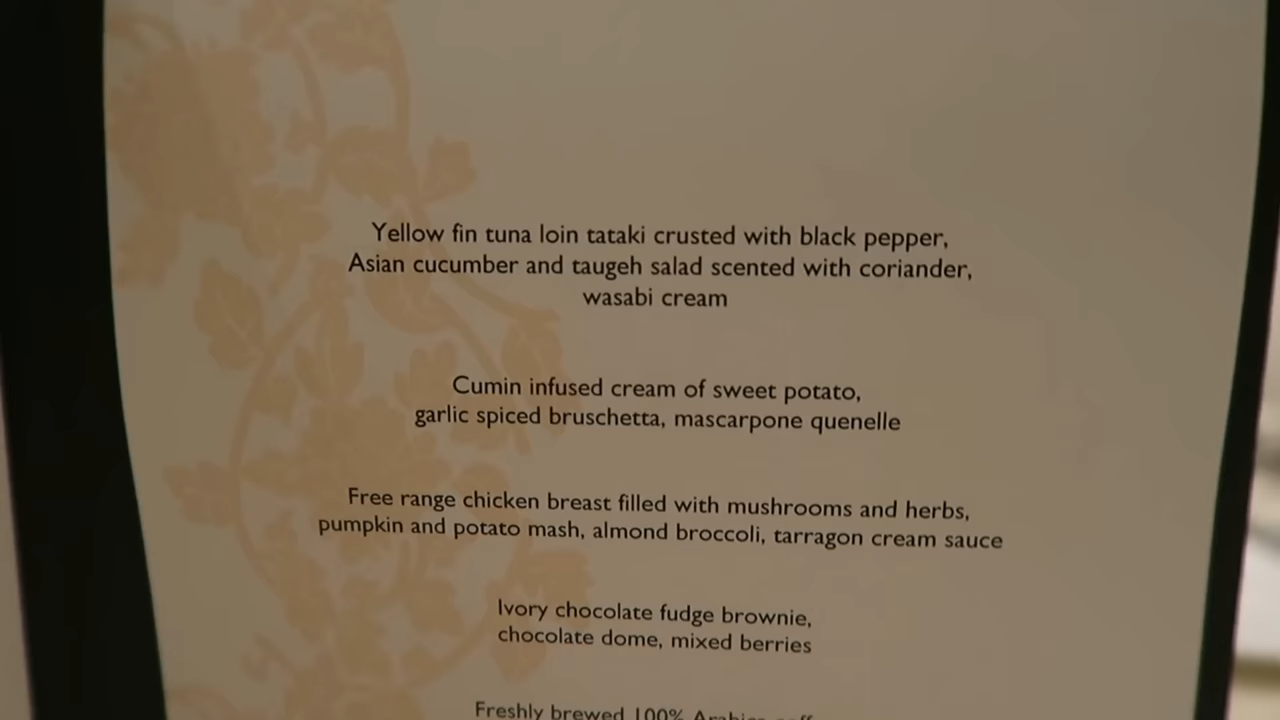 Yellow fin tuna loin tataki crusted with black pepper,
Asian cucumber and taugeh salad scented with coriander,
wasabi cream
Cumin infused cream of sweet potato,
garlic spiced bruschetta, mascarpone quenelle
Free range chicken breast filled with mushrooms and herbs,
pumpkin and potato mash, almond broccoli, tarragon cream sauce
Ivory chocolate fudge brownie,
chocolate dome, mixed berries
Freshly brewed 100%